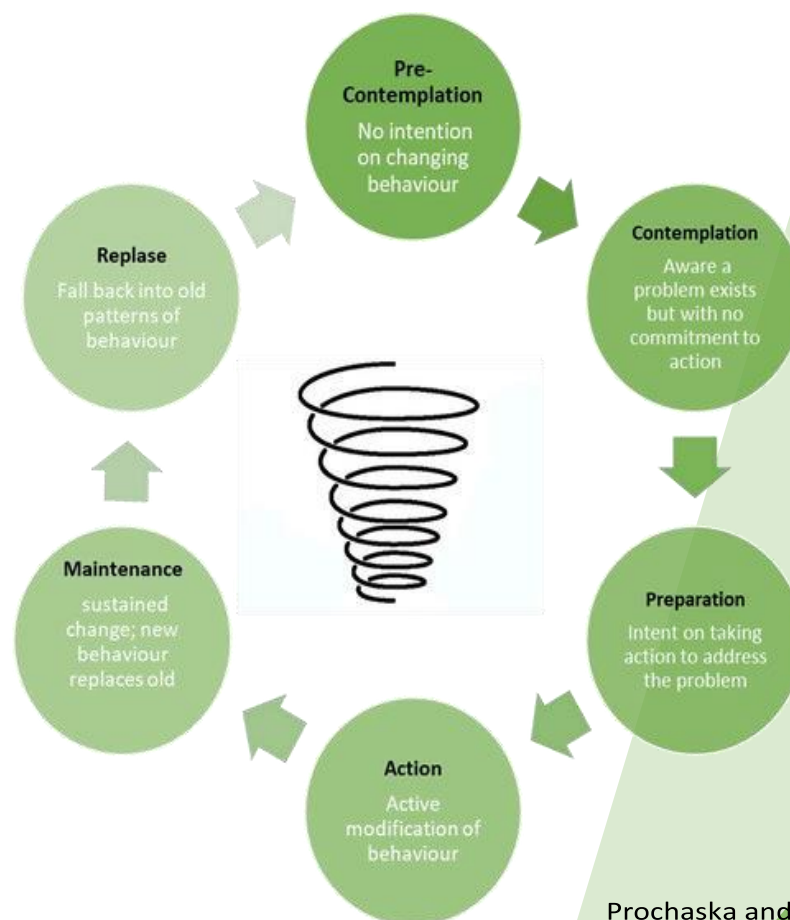 Pre-
Contemplation
No intention
on changing
behaviour
Contemplation
Aware a
problem exists
but with no
commitment to
action
Preparation
Intent on taking
action to address
the problem
Action
Active
modification of
behaviour
Maintenance
sustained
change; new
behaviour
replaces old
Replase
Fall back into old
patterns of
behaviour
Prochaska and